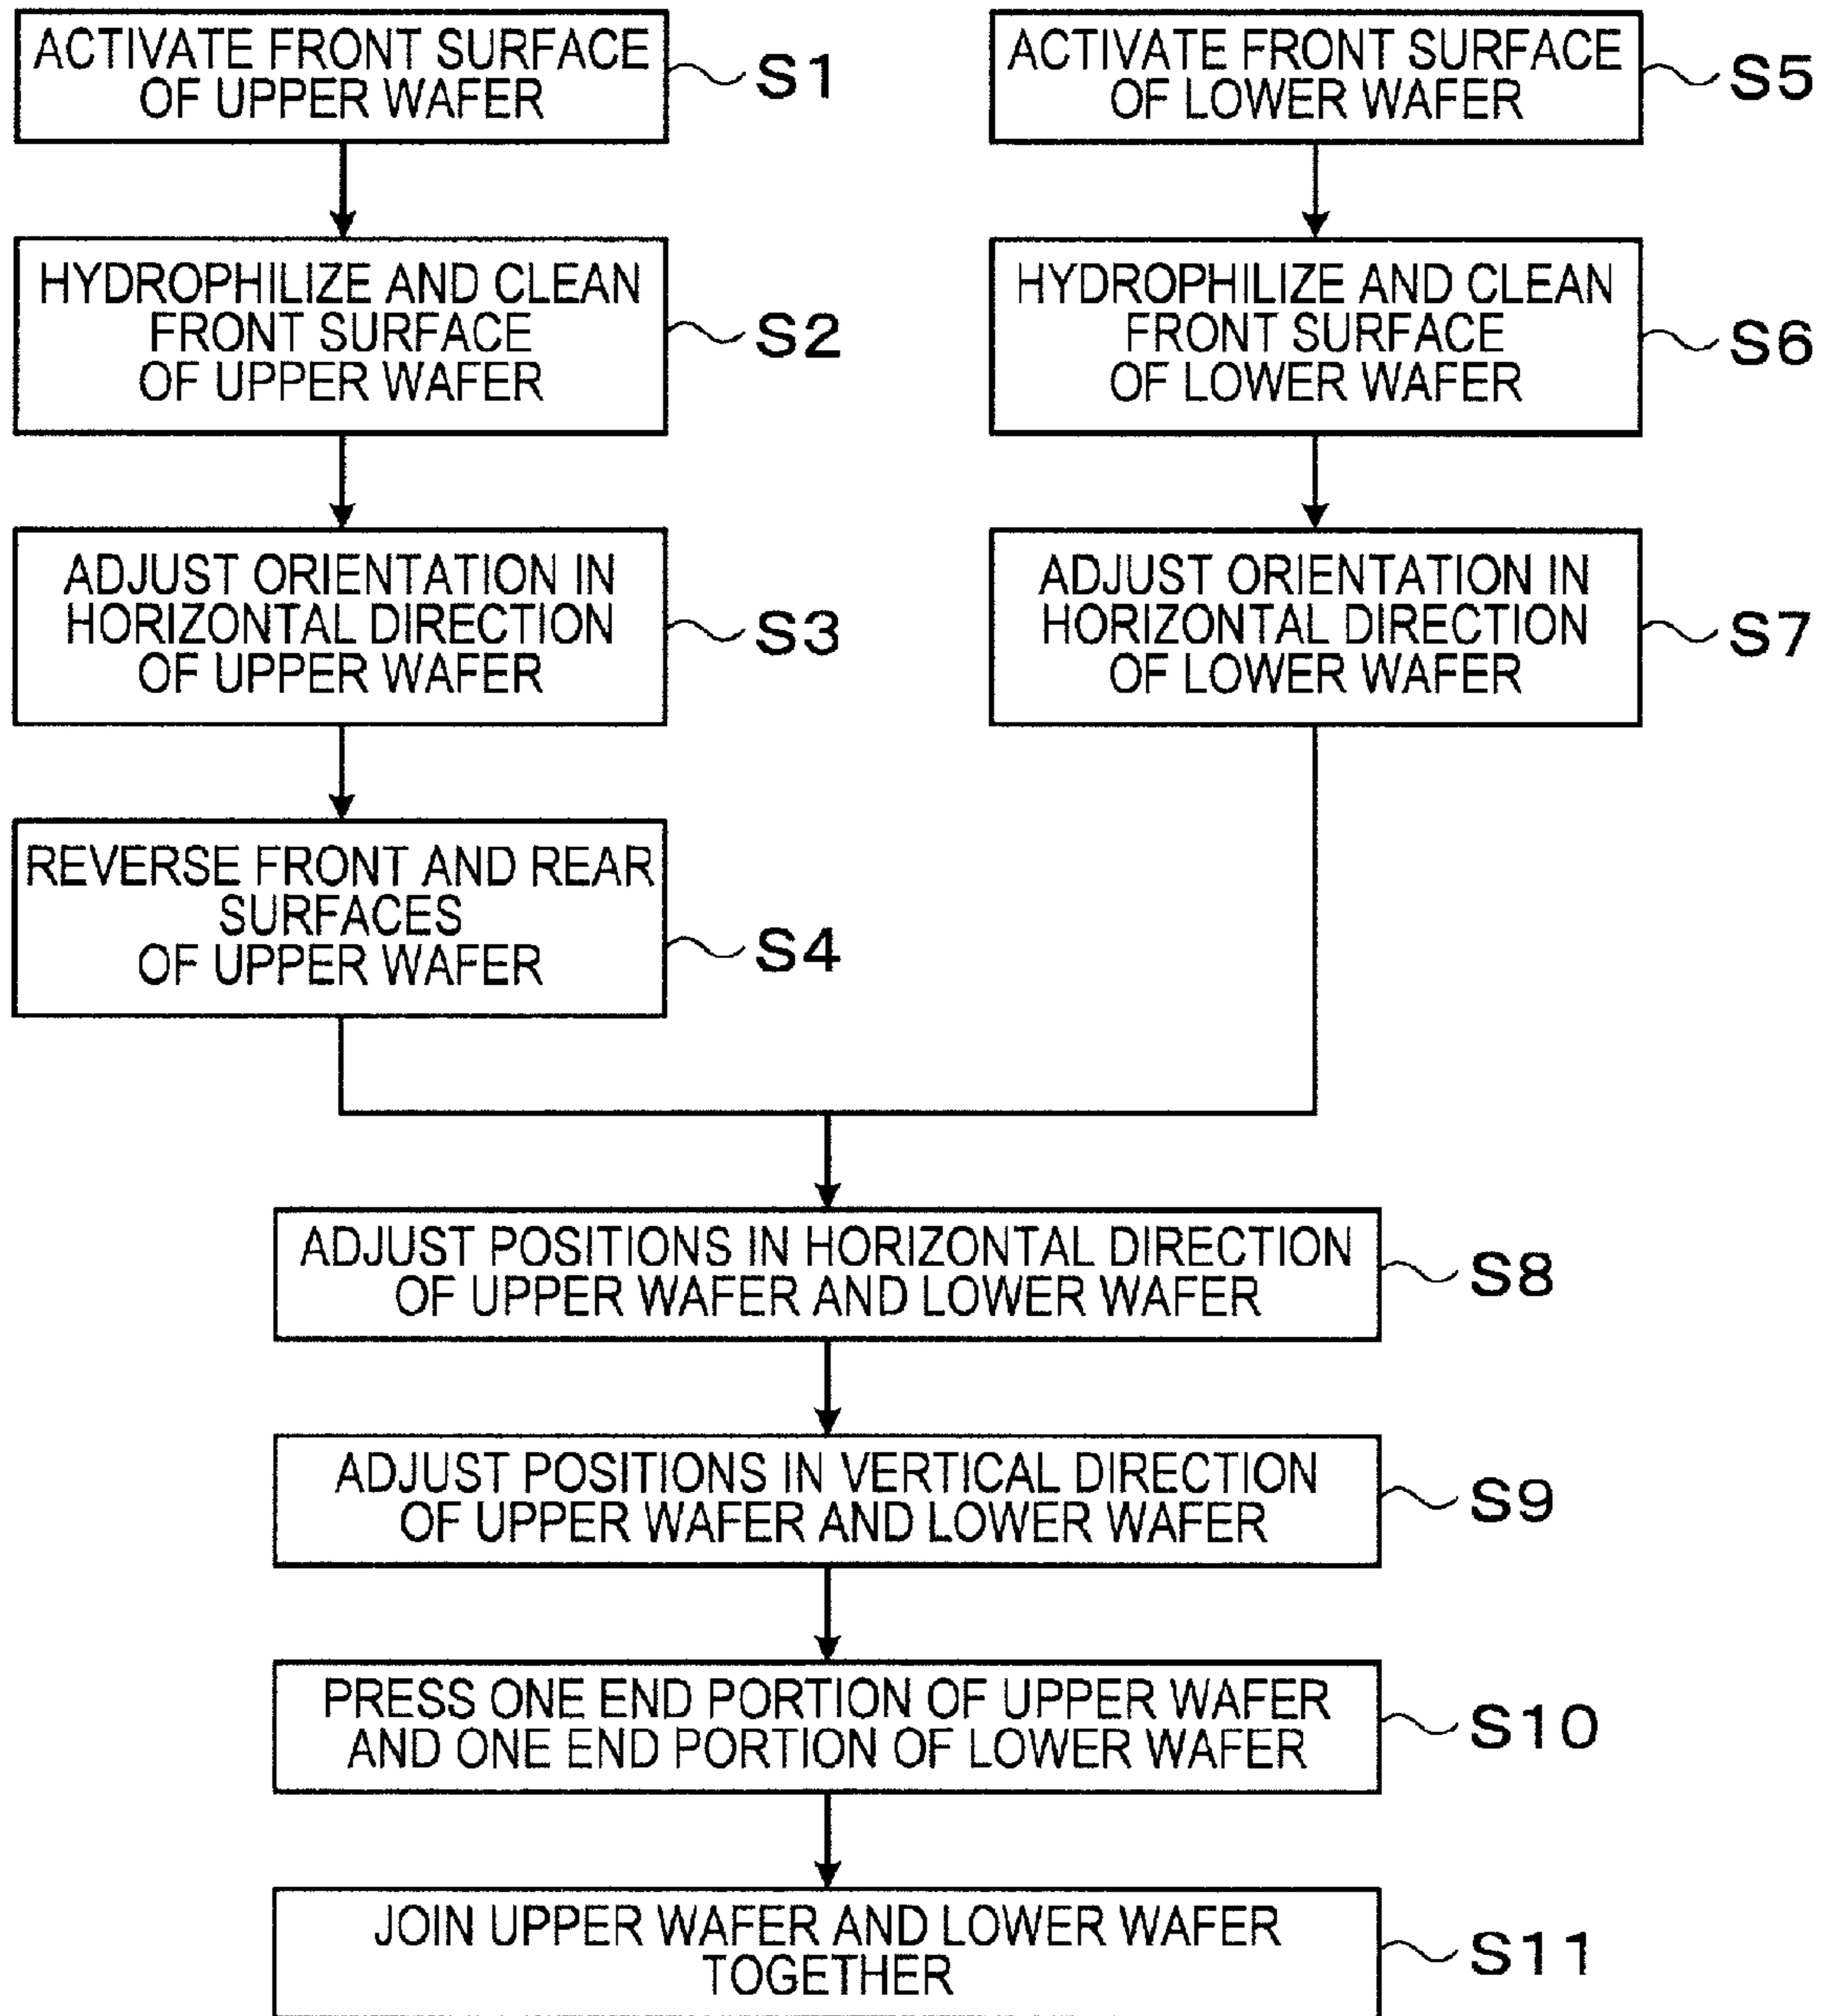 ACTIVATE FRONT SURFACE
OF UPPER WAFER
S1
HYDROPHILIZE AND CLEAN
FRONT SURFACE
OF UPPER WAFER
S2
ADJUST ORIENTATION IN
HORIZONTAL DIRECTION
OF UPPER WAFER
S3
REVERSE FRONT AND REAR
SURFACES
OF UPPER WAFER
S4
ACTIVATE FRONT SURFACE
OF LOWER WAFER
S5
HYDROPHILIZE AND CLEAN
FRONT SURFACE
OF LOWER WAFER
S6
ADJUST ORIENTATION IN
HORIZONTAL DIRECTION
OF LOWER WAFER
S7
ADJUST POSITIONS IN HORIZONTAL DIRECTION
OF UPPER WAFER AND LOWER WAFER
S8
ADJUST POSITIONS IN VERTICAL DIRECTION
OF UPPER WAFER AND LOWER WAFER
S9
PRESS ONE END PORTION OF UPPER WAFER
AND ONE END PORTION OF LOWER WAFER
S10
JOIN UPPER WAFER AND LOWER WAFER
TOGETHER
S11